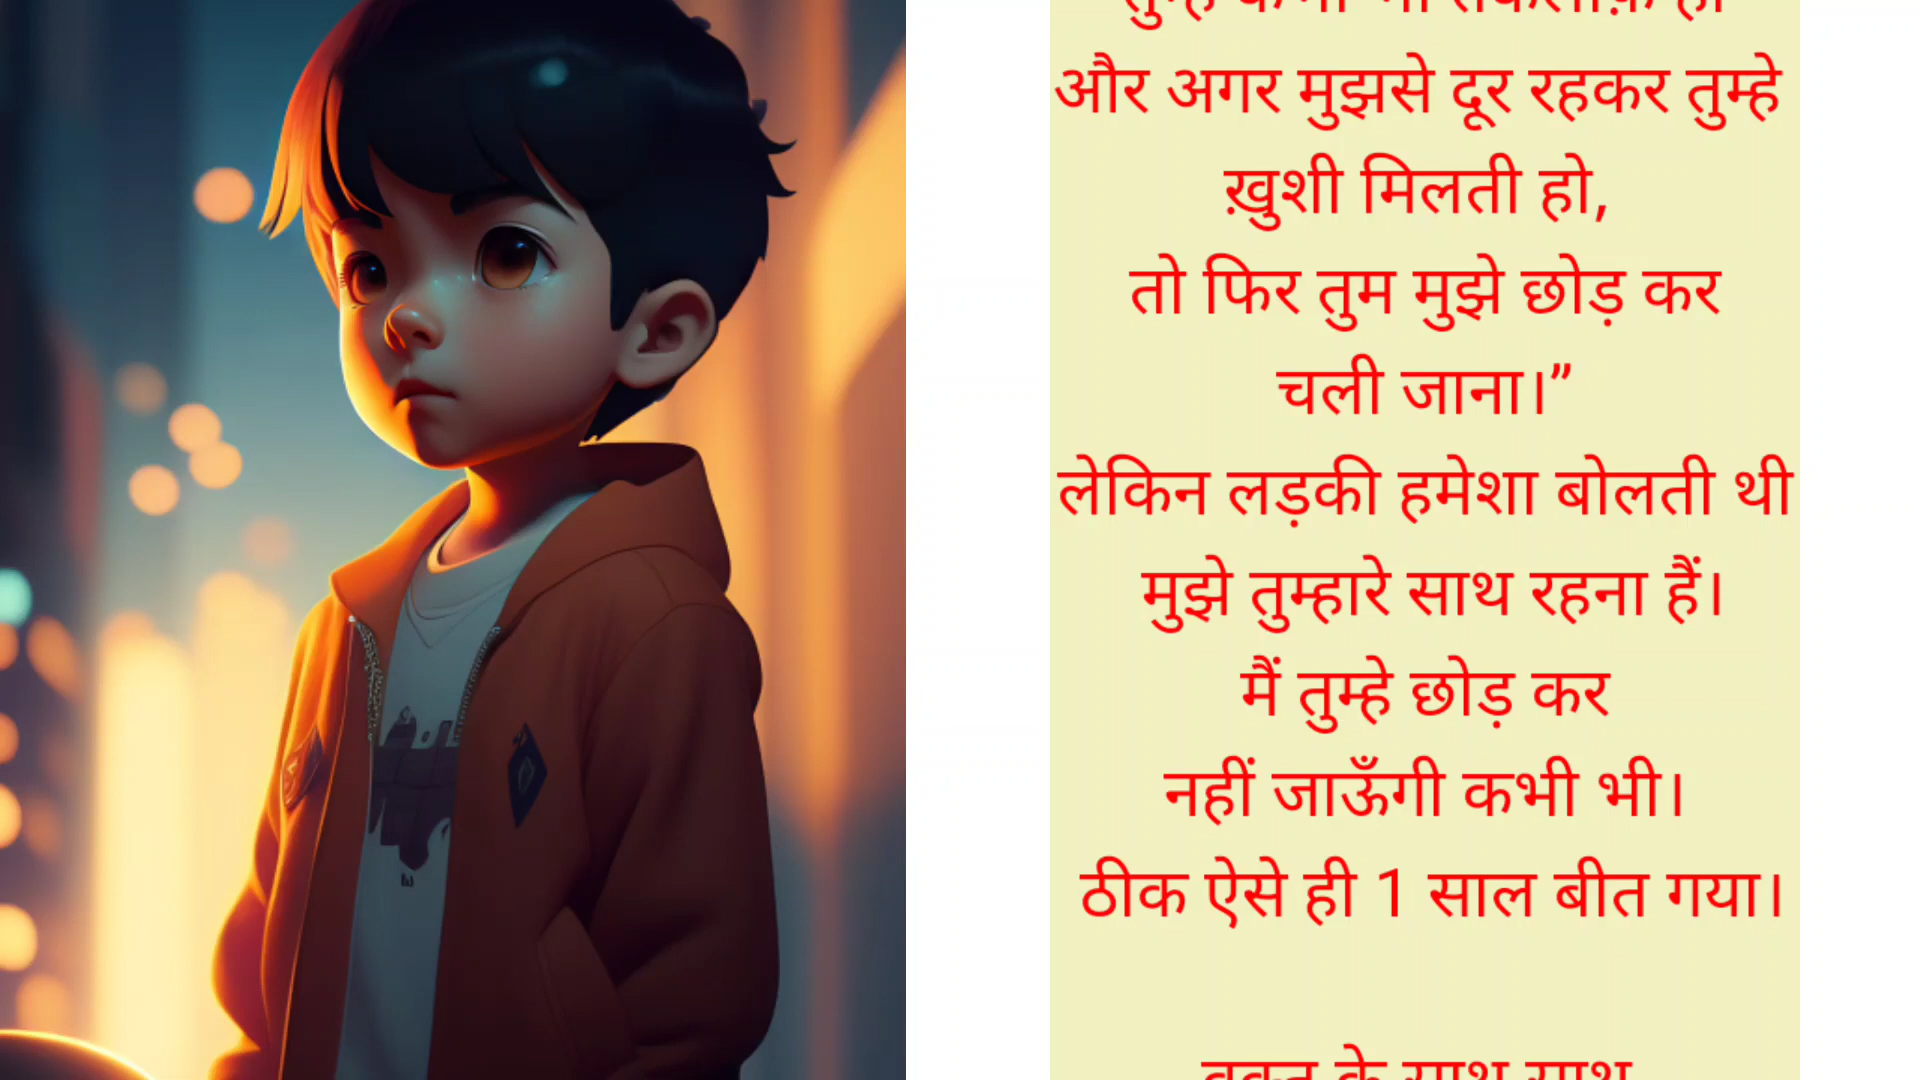 और अगर मुझसे दूर रहकर तुम्हे
ख़ुशी मिलती हो,
तो फिर तुम मुझे छोड़ कर
चली जाना।”
लेकिन लड़की हमेशा बोलती थी
मुझे तुम्हारे साथ रहना हैं।
मैं तुम्हे छोड़ कर
नहीं जाऊँगी कभी भी।
ठीक ऐसे ही 1 साल बीत गया।
के साथ साथ